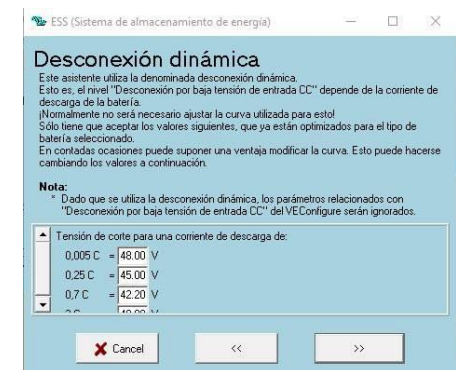 ESS (Sistema de almacenamiento de energía)
Desconexión dinámica
Este asistente utiliza la denominada desconexión dinámica.
Esto es, el nivel "Desconexión por baja tensión de entrada CC" depende de la corriente de
descarga de la batería.
¡Normalmente no será necesario ajustar la curva utilizada para esto!
Sólo tiene que aceptar los valores siguientes, que ya están optimizados para el tipo de
batería seleccionado.
En contadas ocasiones puede suponer una ventaja modificar la curva. Esto puede hacerse
cambiando los valores a continuación.
Nota:
* Dado que se utiliza la desconexión dinámica, los parámetros relacionados con
"Desconexión por baja tensión de entrada CC" del VEConfigure serán ignorados.
Tensión de corte para una corriente de descarga de:
0,005 C = 48.00 V
0,25 C = 45.00 V
0,7 C = 42.20 V
Cancel << >>